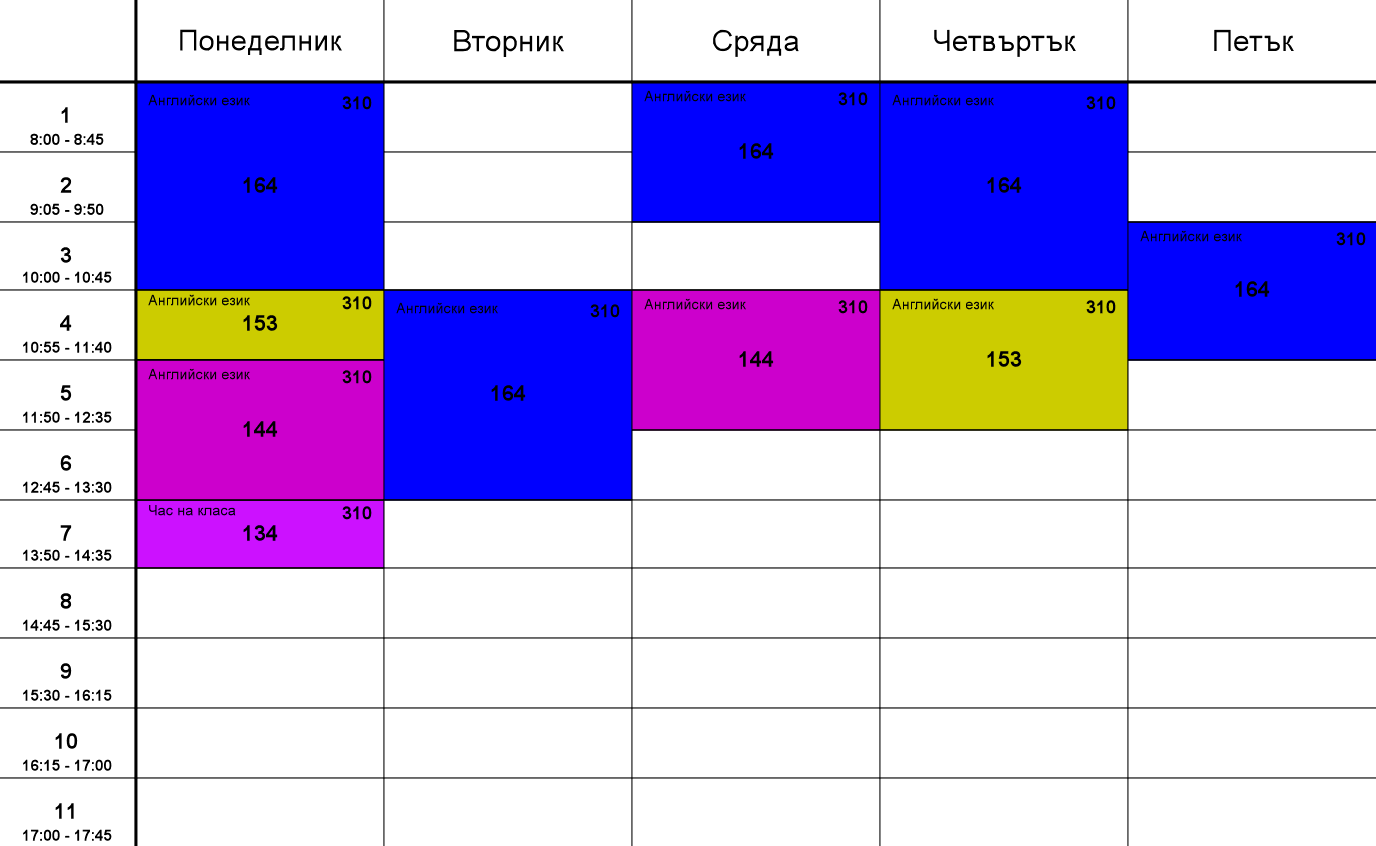 Понеделник Вторник Сряда Четвъртък Петък
1
8:00 - 8:45
2
9:05 - 9:50
3
10:00 - 10:45
4
10:55 - 11:40
5
11:50 - 12:35
6
12:45 - 13:30
7
13:50 - 14:35
8
14:45 - 15:30
9
15:30 - 16:15
10
16:15 - 17:00
11
17:00 - 17:45
Английски език 310
164
Английски език 310
153
Английски език 310
144
Час на класа 310
134
Английски език 310
164
Английски език 310
164
Английски език 310
144
Английски език 310
164
Английски език 310
153
Английски език 310
164